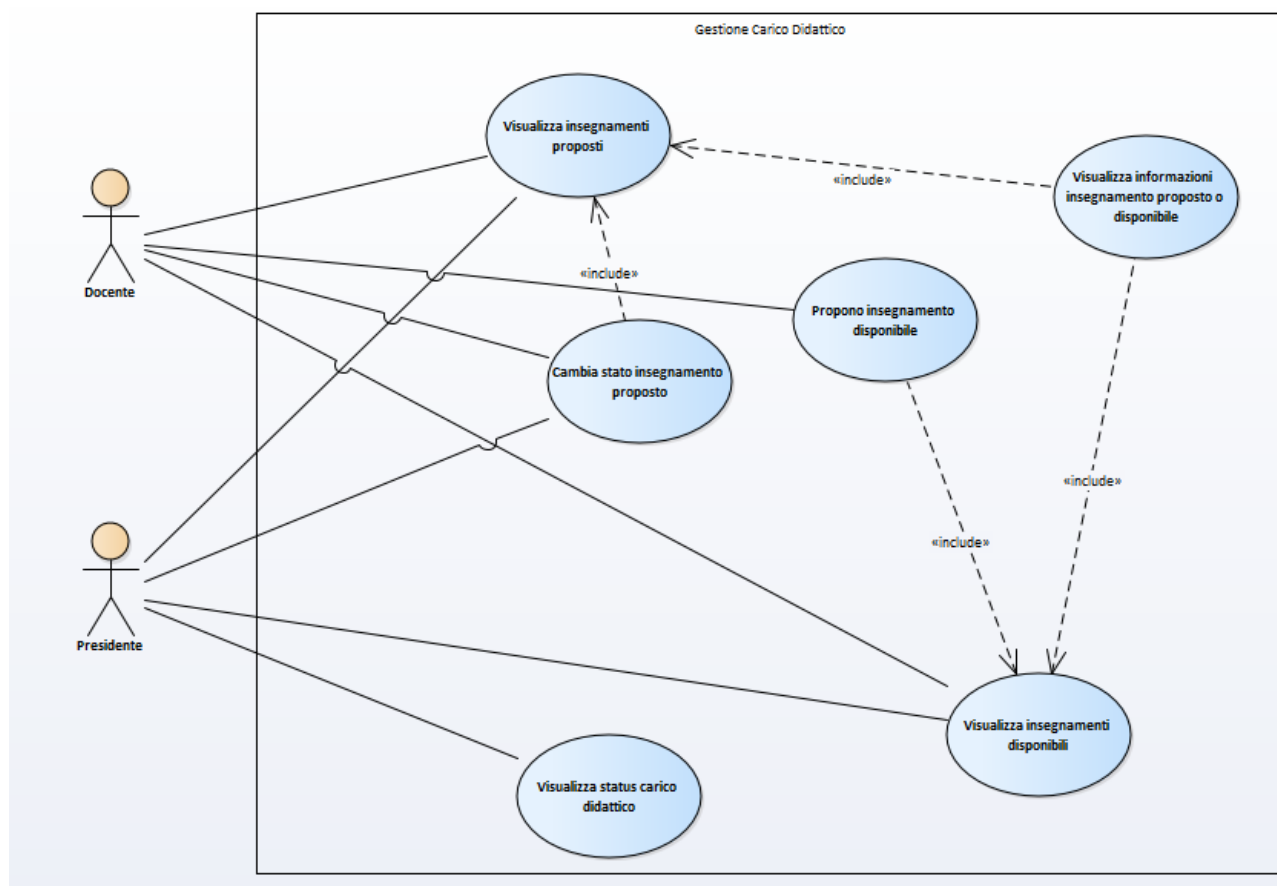 Gestione Carico Didattico
Visualizza insegnamenti
proposti
Visualizza informazioni
insegnamento proposto o
disponibile
«include»
Docente
«include»
Propono insegnamento
disponibile
Cambia stato insegnamento
proposto
«include»
«include»
Presidente
Visualizza insegnamenti
disponibili
Visualizza status carico
didattico